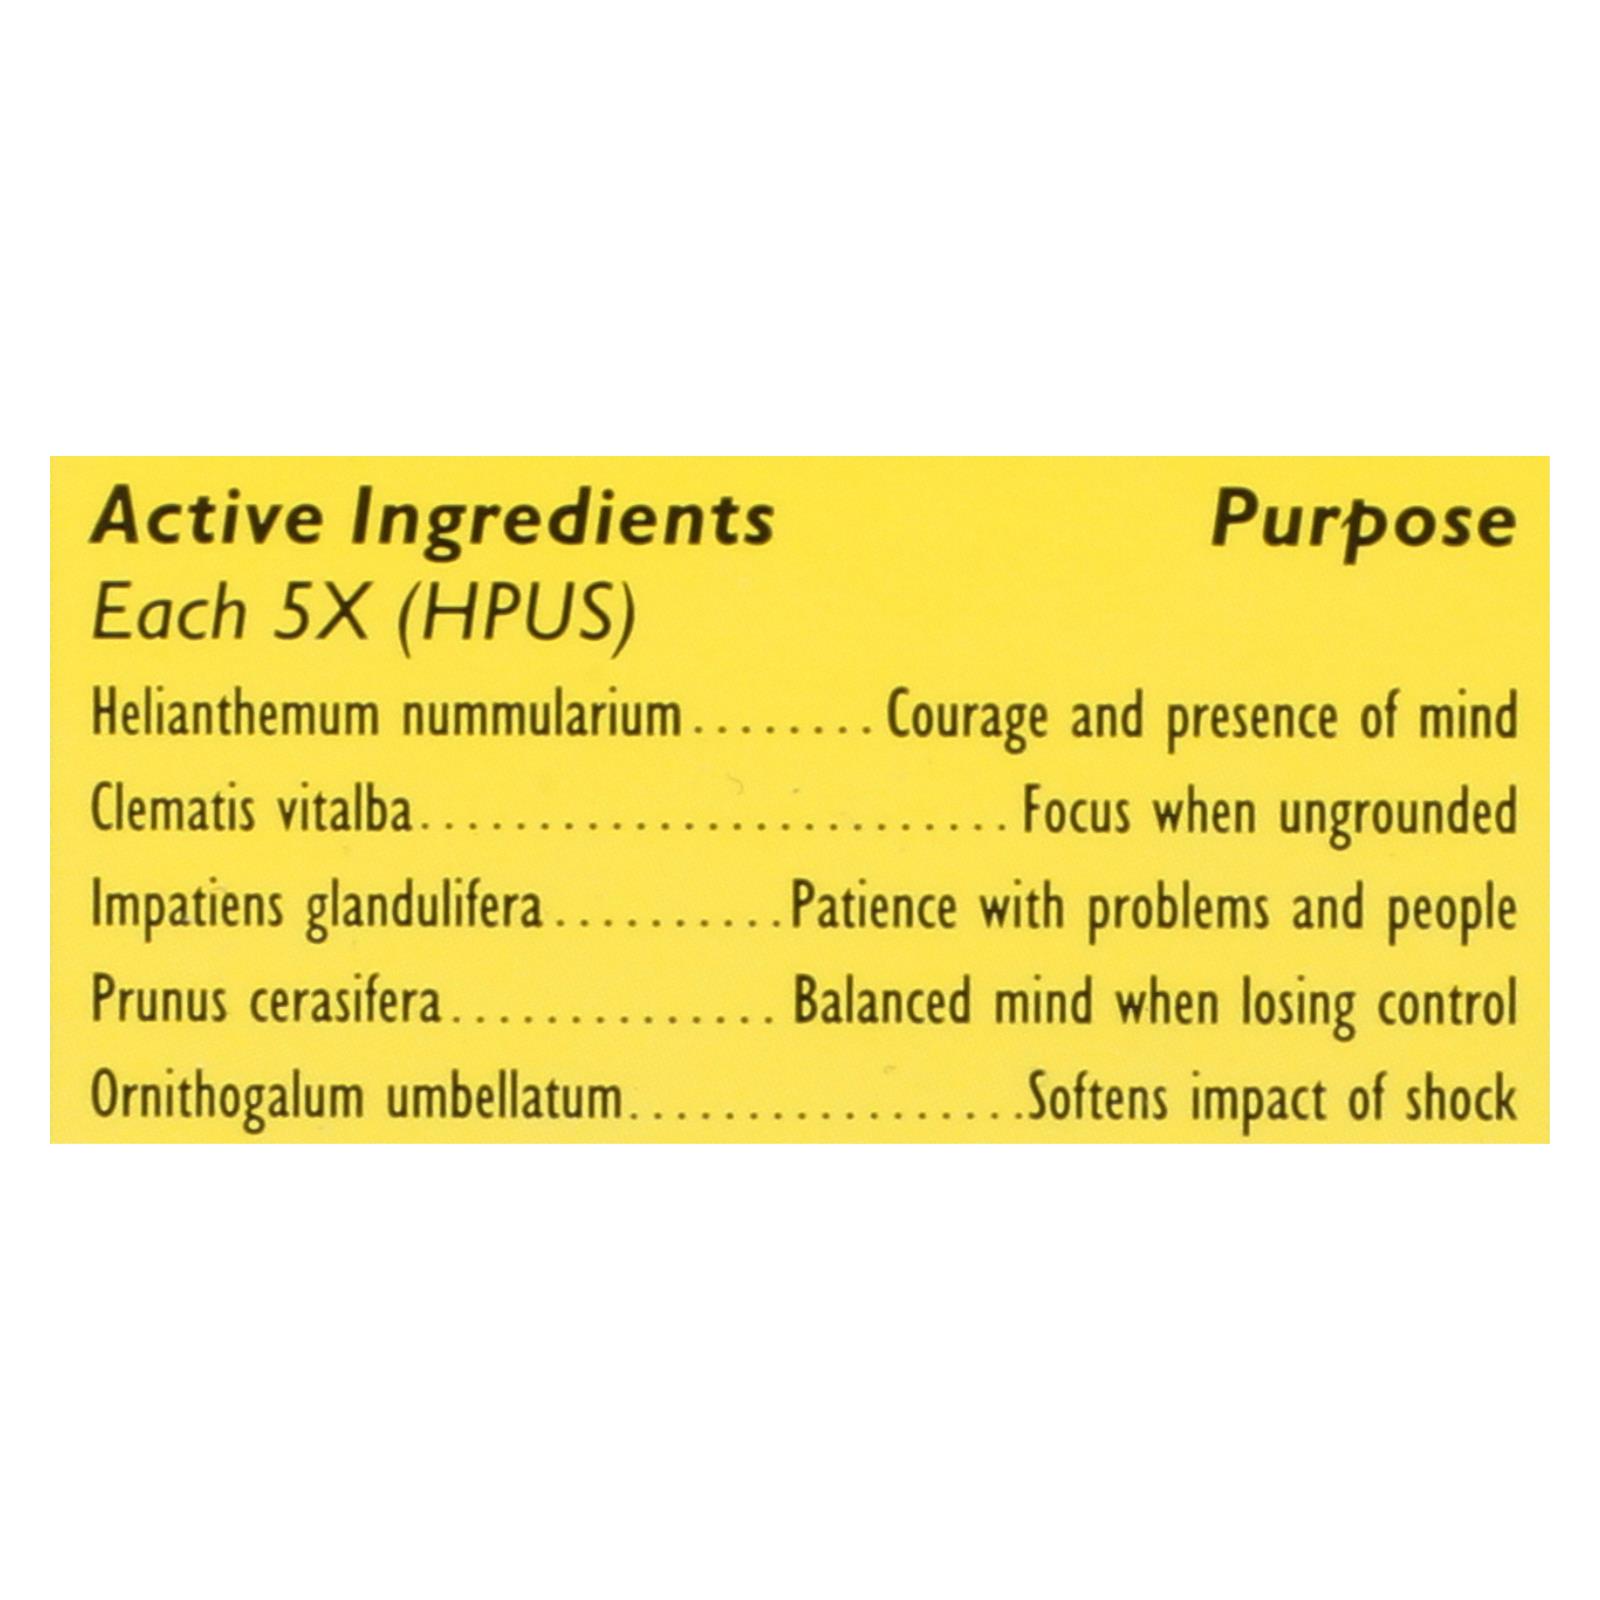 Active Ingredients Purpose
Each 5X (HPUS)
Helianthemum nummularium........Courage and presence of mind
Clematis vitalba.........................Focus when ungrounded
Impatiens glandulifera..........Patience with problems and people
Prunus cerasifera..............Balanced mind when losing control
Ornithogalum umbellatum.................Softens impact of shock